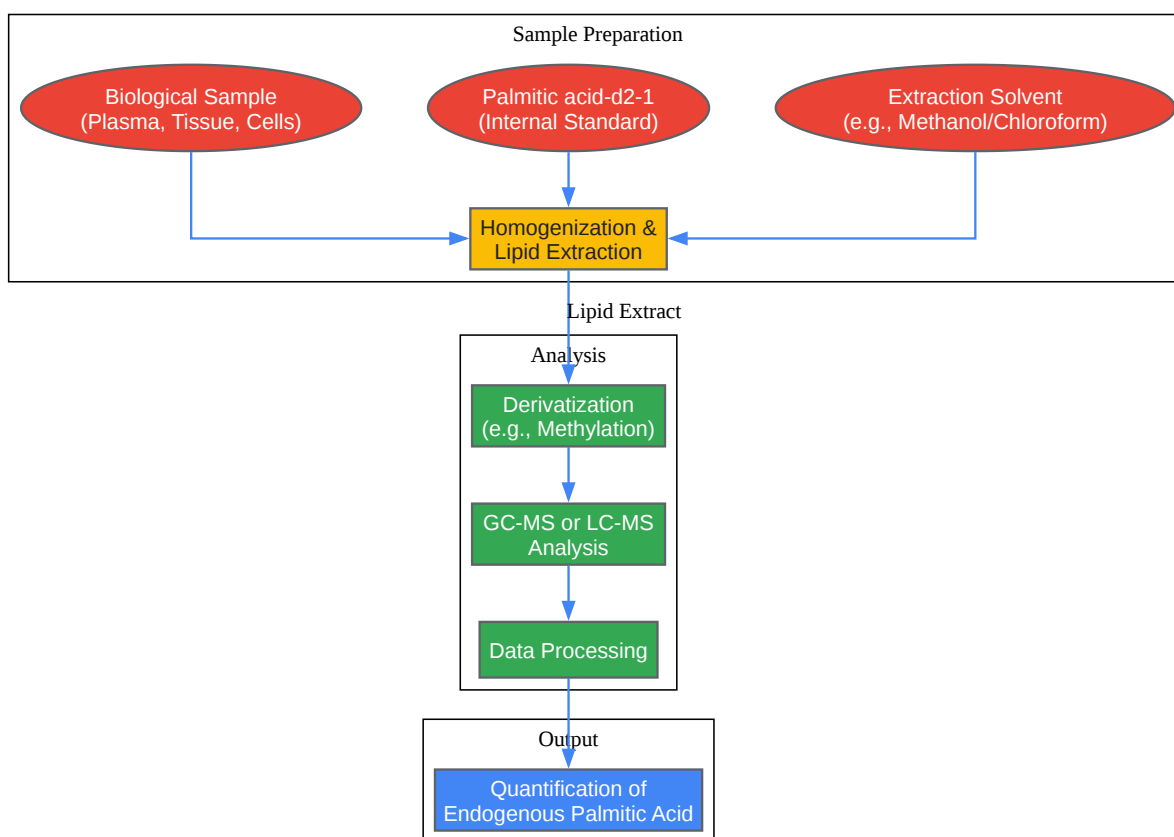 Sample Preparation
Biological Sample
(Plasma, Tissue, Cells)
Palmitic acid-d2-1
(Internal Standard)
Extraction Solvent
(e.g., Methanol/Chloroform)
Homogenization &
Lipid Extraction
Lipid Extract
Analysis
Derivatization
(e.g., Methylation)
GC-MS or LC-MS
Analysis
Data Processing
Output
Quantification of
Endogenous Palmitic Acid